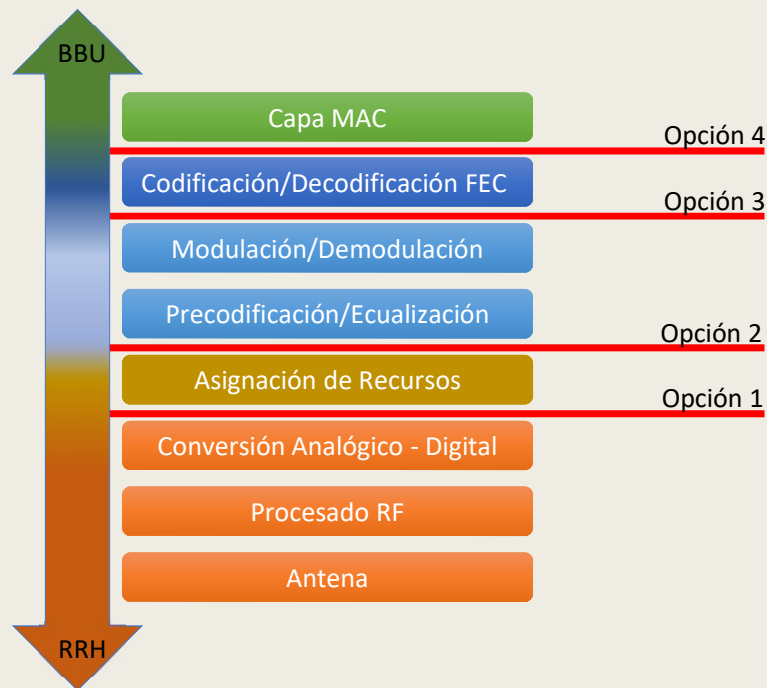 BBU
Capa MAC
Opción 4
Codificación/Decodificación FEC
Opción 3
Modulación/Demodulación
Precodificación/Ecualización
Opción 2
Asignación de Recursos
Opción 1
Conversión Analógico - Digital
Procesado RF
Antena
RRH